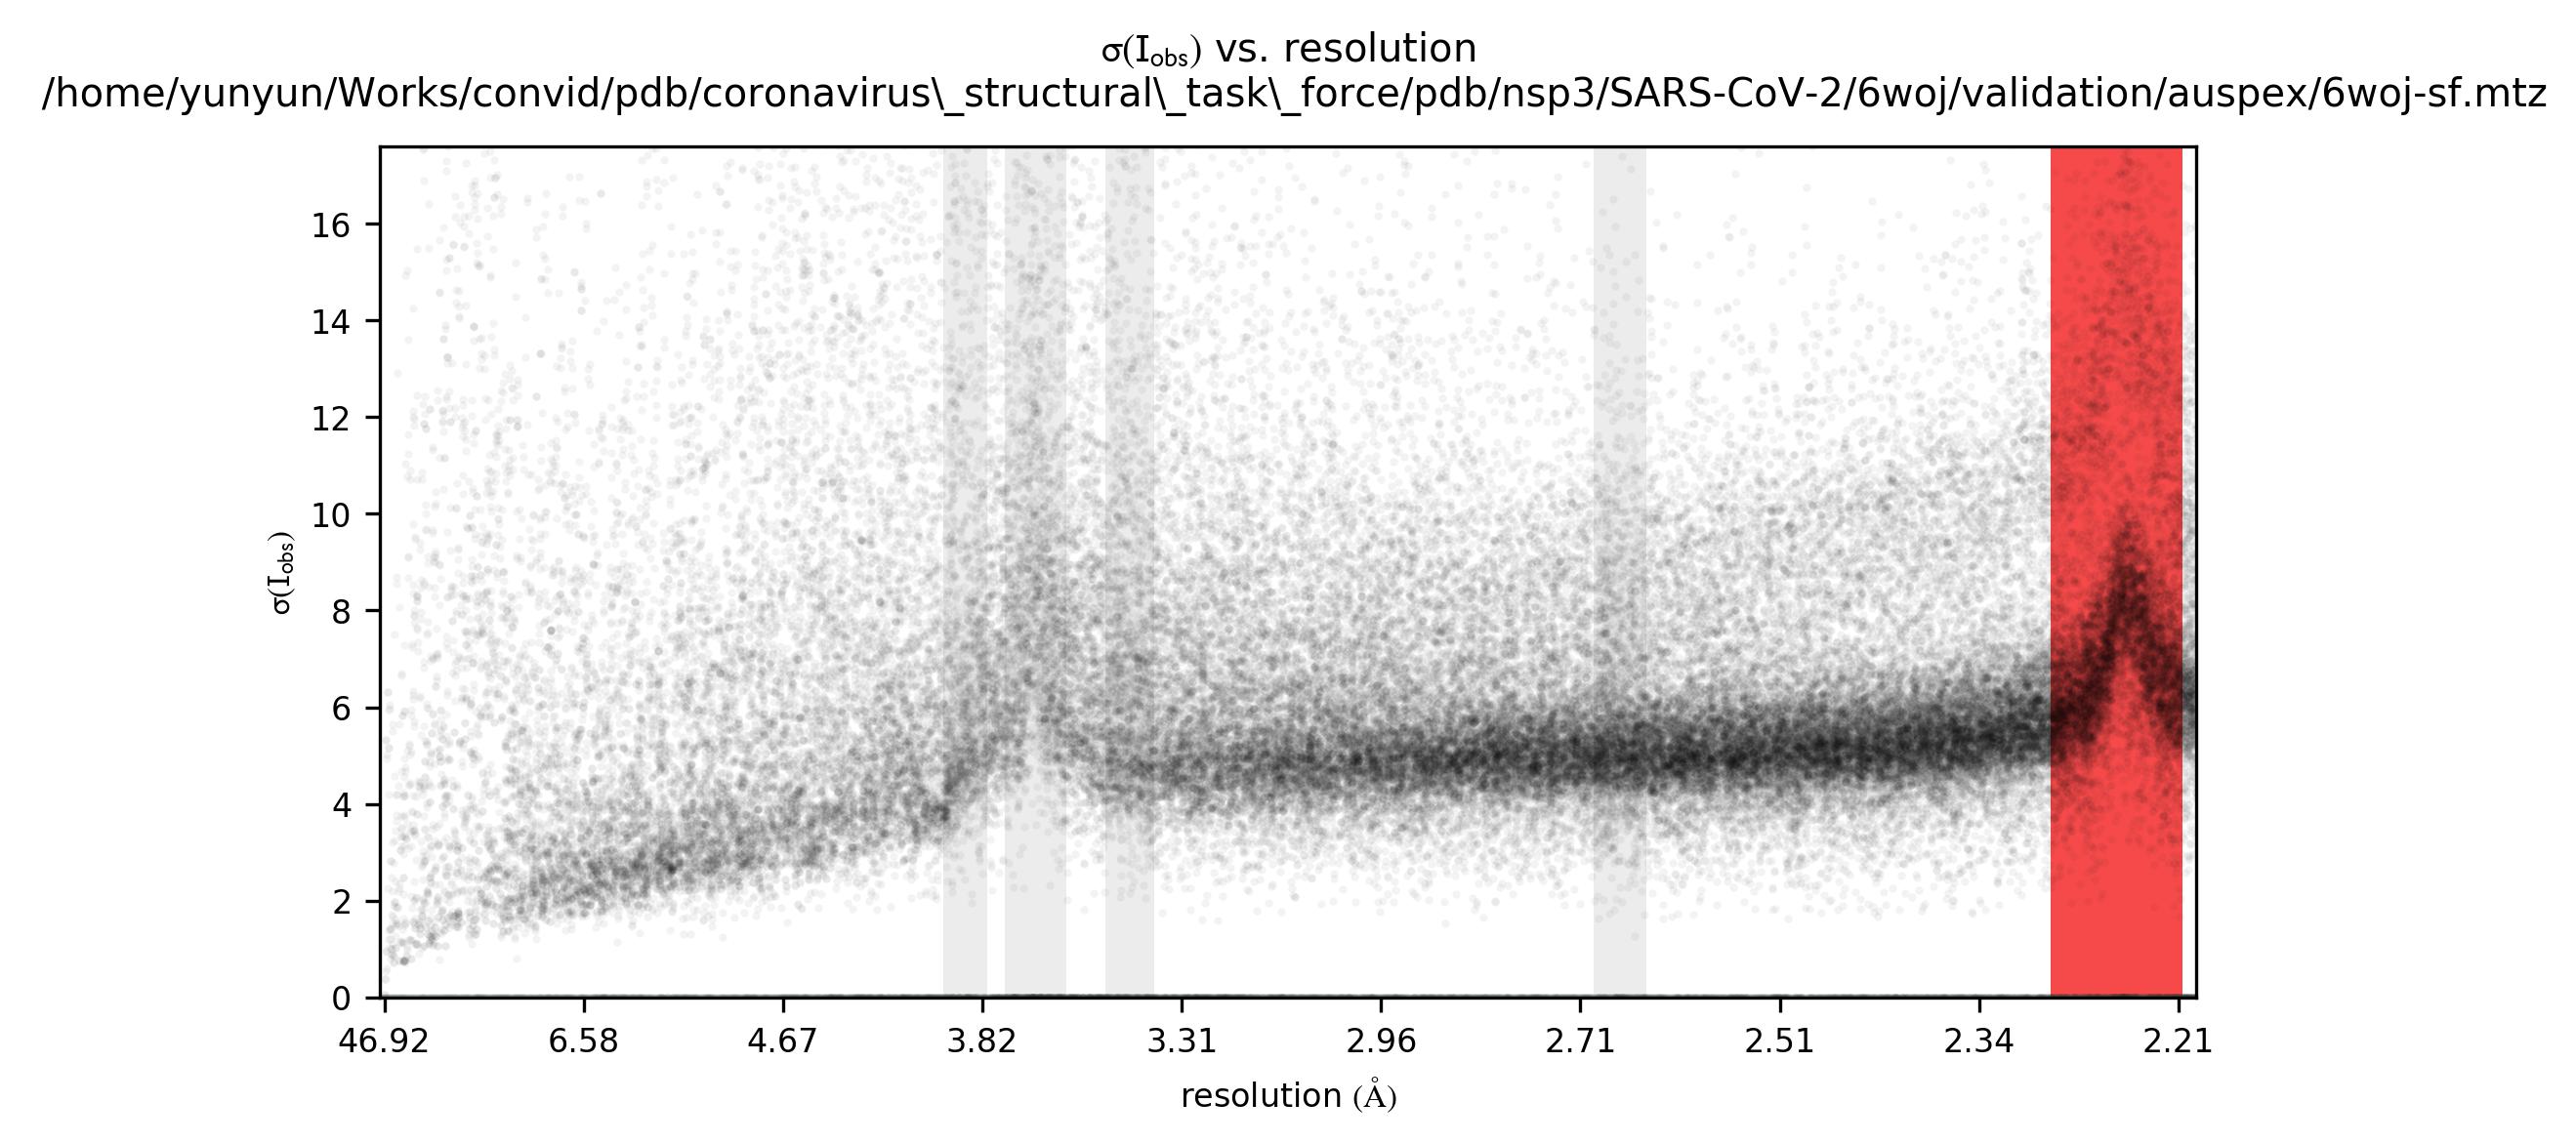 σ(I_obs) vs. resolution
/home/yunyun/Works/convid/pdb/coronavirus\_structural\_task\_force/pdb/nsp3/SARS-CoV-2/6woj/validation/auspex/6woj-sf.mtz
16
14
12
10
8
6
4
2
0
σ(I_obs)
46.92 6.58 4.67 3.82 3.31 2.96 2.71 2.51 2.34 2.21
resolution (Å)